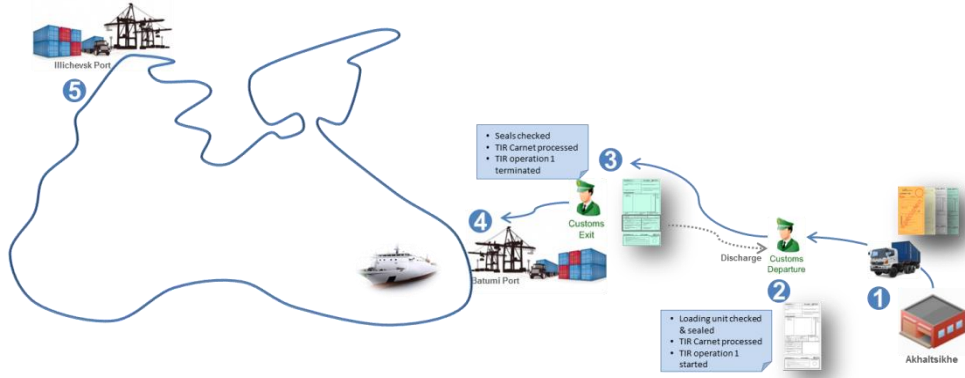 Illichevsk Port
5
• Seals checked
• TIR Carnet processed
• TIR operation 1
terminated
3
4
Customs
Exit
Batumi Port
Discharge
Customs
Departure
2
1
• Loading unit checked
& sealed
• TIR Carnet processed
• TIR operation 1
started
Akhaltsikhe